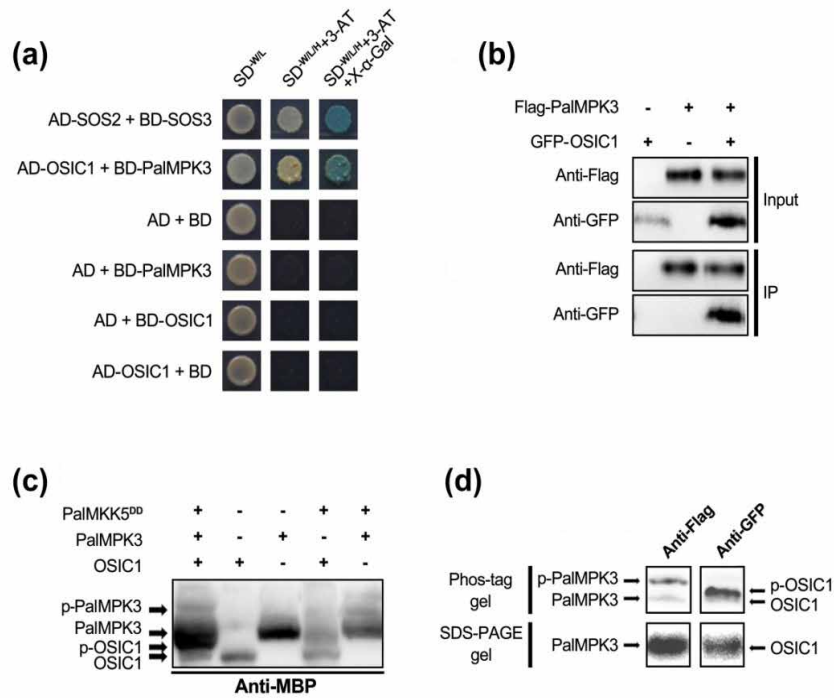 (a)
SD-W/L
SD-W/L/H+3-AT
SD-W/L/H+3-AT
+X-α-Gal
AD-SOS2 + BD-SOS3
AD-OSIC1 + BD-PalMPK3
AD + BD
AD + BD-PalMPK3
AD + BD-OSIC1
AD-OSIC1 + BD
(b)
Flag-PalMPK3 - + +
GFP-OSIC1 + - +
Anti-Flag
Anti-GFP
Input
Anti-Flag
Anti-GFP
IP
(c)
PalMKK5DD + - - + +
PalMPK3 + - + - +
OSIC1 + + - + -
p-PalMPK3
PalMPK3
p-OSIC1
OSIC1
Anti-MBP
(d)
Anti-Flag
Anti-GFP
Phos-tag
gel
p-PalMPK3
PalMPK3
p-OSIC1
OSIC1
SDS-PAGE
gel
PalMPK3
OSIC1